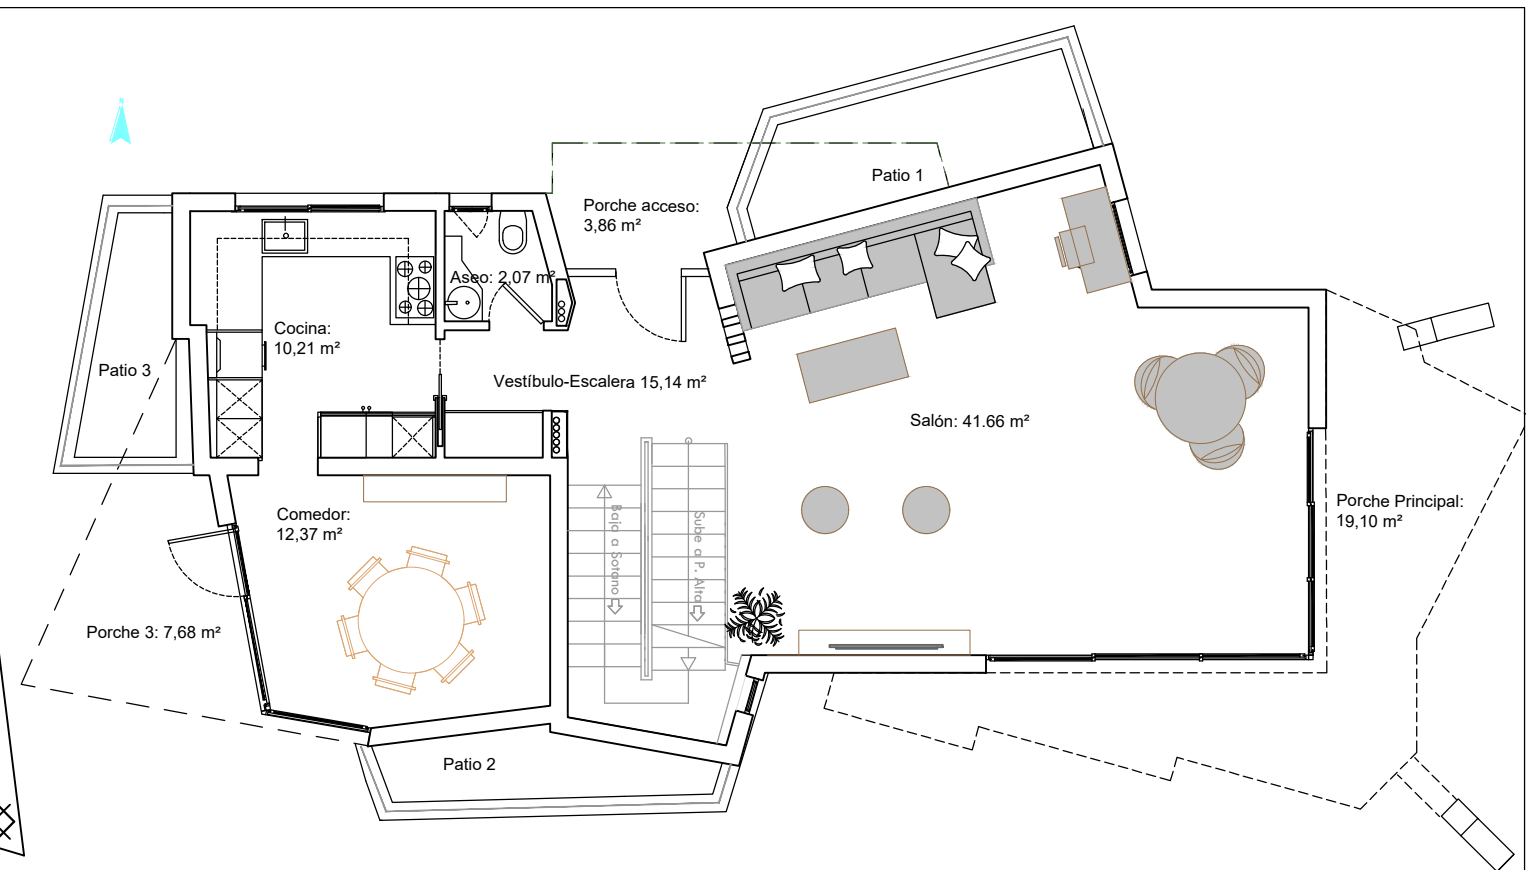 Patio 1
Porche acceso:
3,86 m²
Aseo: 2,07 m²
Cocina:
10,21 m²
Patio 3
Vestíbulo-Escalera 15,14 m²
Salón: 41.66 m²
Porche Principal:
19,10 m²
Comedor:
12,37 m²
Baja a Sotano
Sube a P. Alta
Porche 3: 7,68 m²
Patio 2